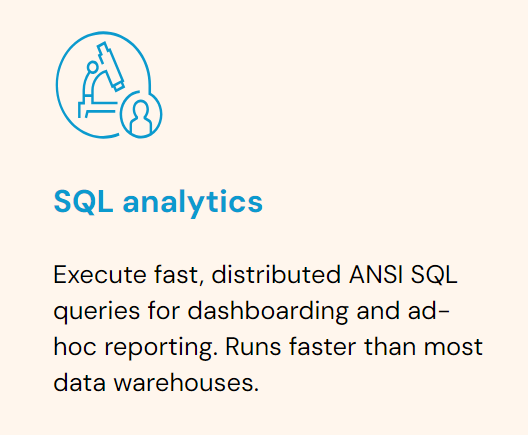 SQL analytics
Execute fast, distributed ANSI SQL
queries for dashboarding and ad-
hoc reporting. Runs faster than most
data warehouses.